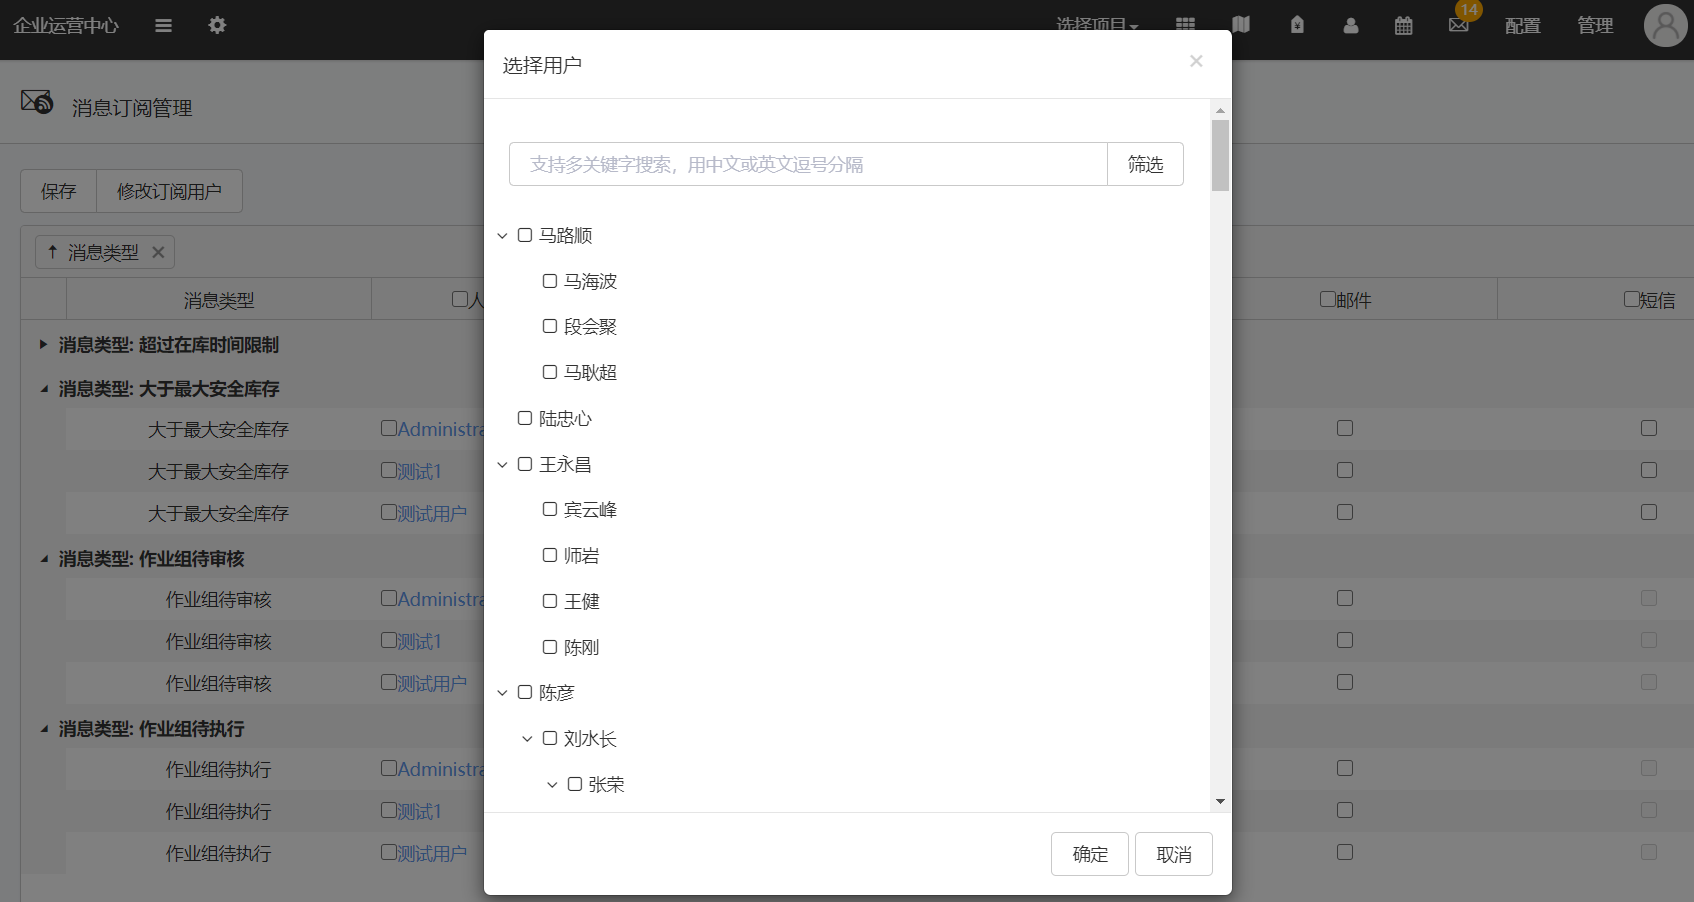 企业运营中心
选择项目
14
配置
管理
消息订阅管理
保存
修改订阅用户
消息类型
消息类型
人
邮件
短信
消息类型: 超过在库时间限制
消息类型: 大于最大安全库存
大于最大安全库存
Administra
大于最大安全库存
测试1
大于最大安全库存
测试用户
消息类型: 作业组待审核
作业组待审核
Administra
作业组待审核
测试1
作业组待审核
测试用户
消息类型: 作业组待执行
作业组待执行
Administra
作业组待执行
测试1
作业组待执行
测试用户
选择用户
支持多关键字搜索，用中文或英文逗号分隔
筛选
马路顺
马海波
段会聚
马耿超
陆忠心
王永昌
宾云峰
师岩
王健
陈刚
陈彦
刘水长
张荣
确定
取消